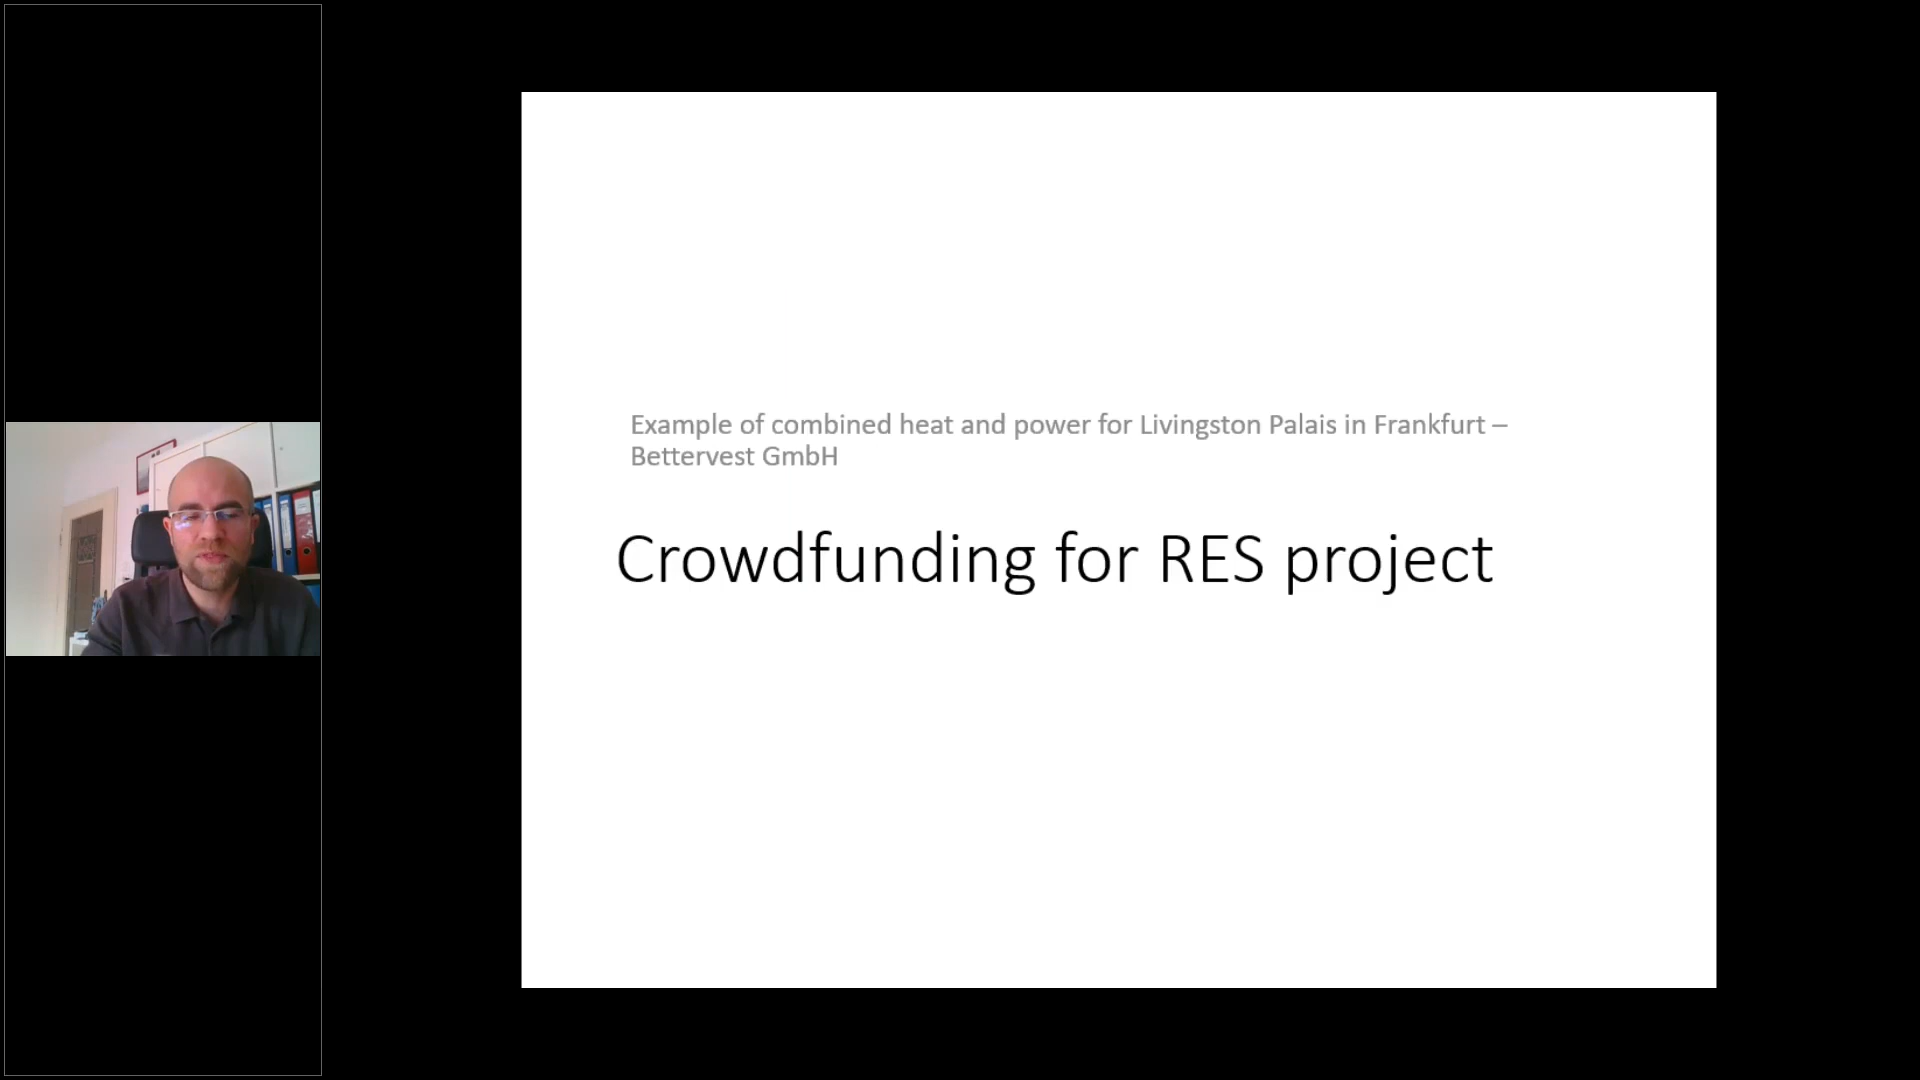 Example of combined heat and power for Livingston Palais in Frankfurt –
Bettervest GmbH
Crowdfunding for RES project